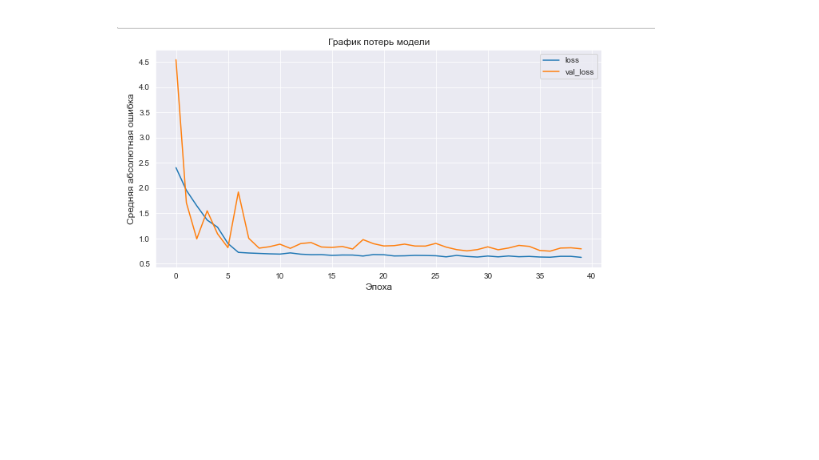 График потерь модели
loss
val_loss
Средняя абсолютная ошибка
4.5
4.0
3.5
3.0
2.5
2.0
1.5
1.0
0.5
0 5 10 15 20 25 30 35 40
Эпоха